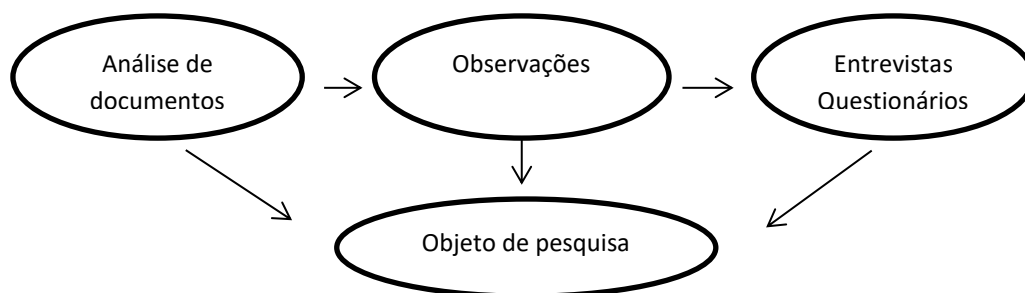 Análise de
documentos
Observações
Entrevistas
Questionários
Objeto de pesquisa